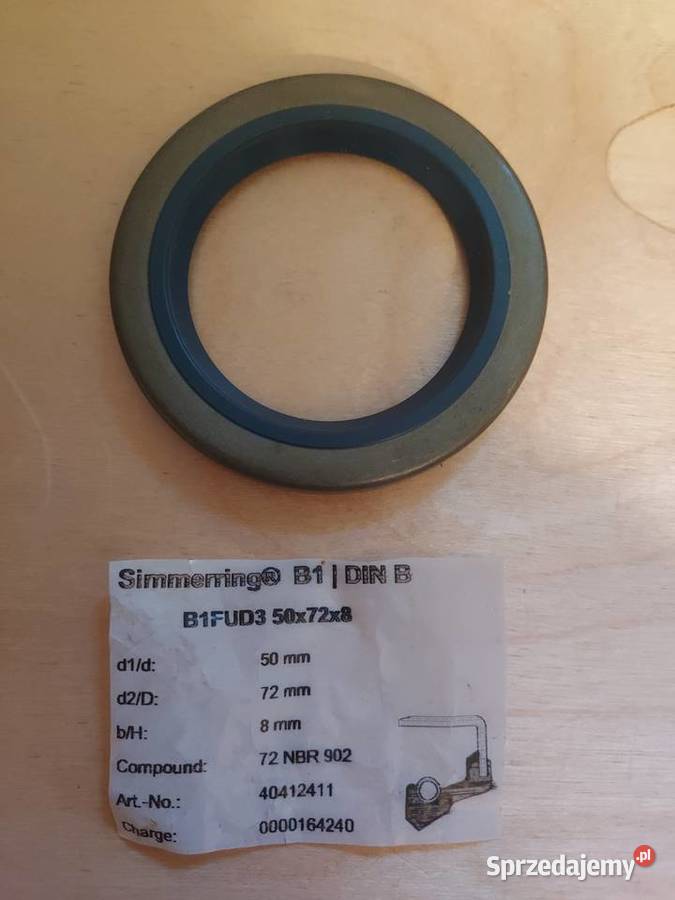 Simmerring® B1 | DIN B
B1FUD3 50x72x8
d1/d: 50 mm
d2/D: 72 mm
b/H: 8 mm
Compound: 72 NBR 902
Art.-No.: 40412411
Charge: 0000164240
Sprzedajemy.pl